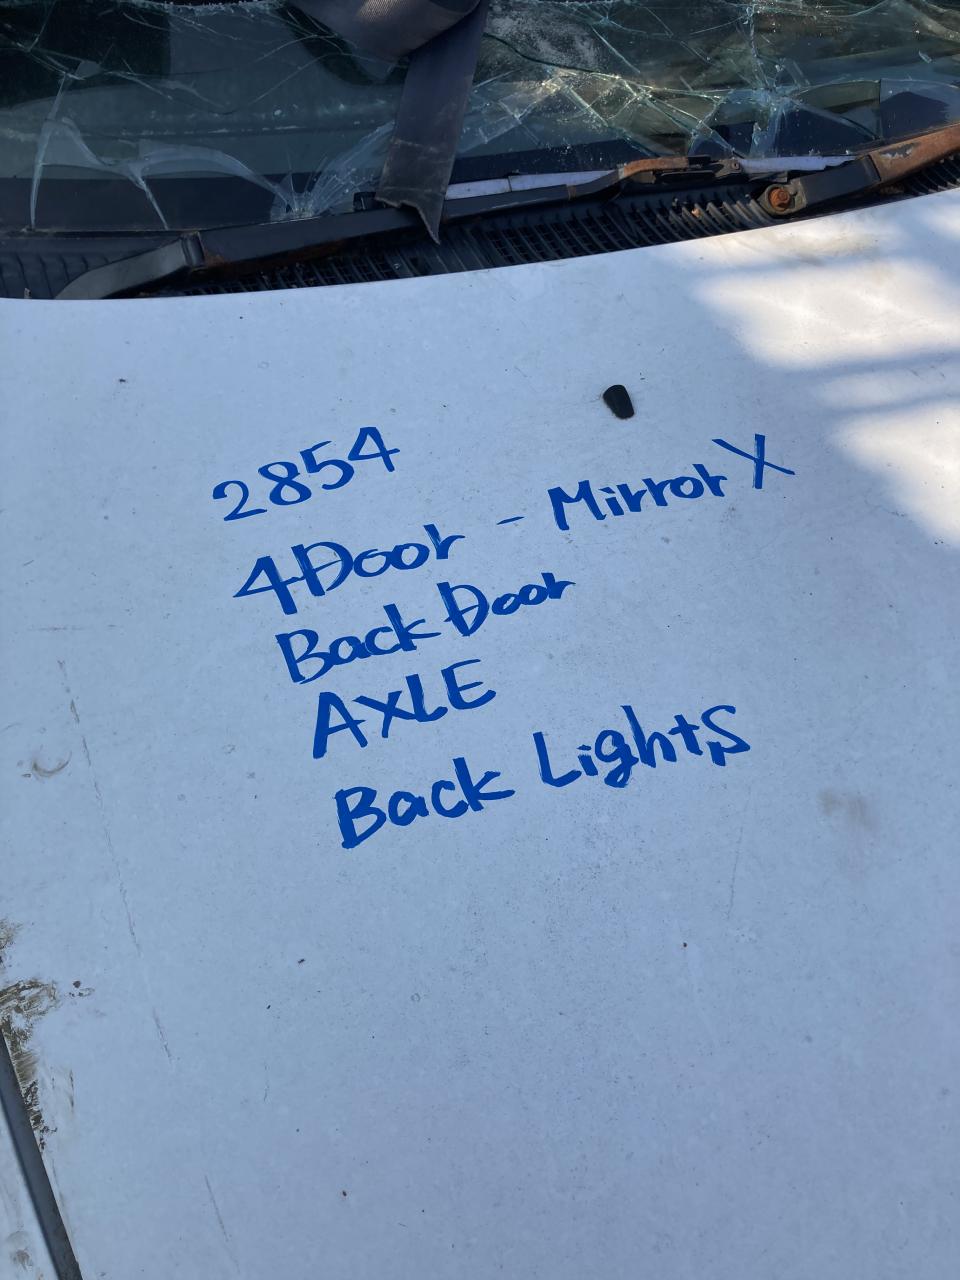 2854
4Door - Mirror X
Back Door
AXLE
Back Lights